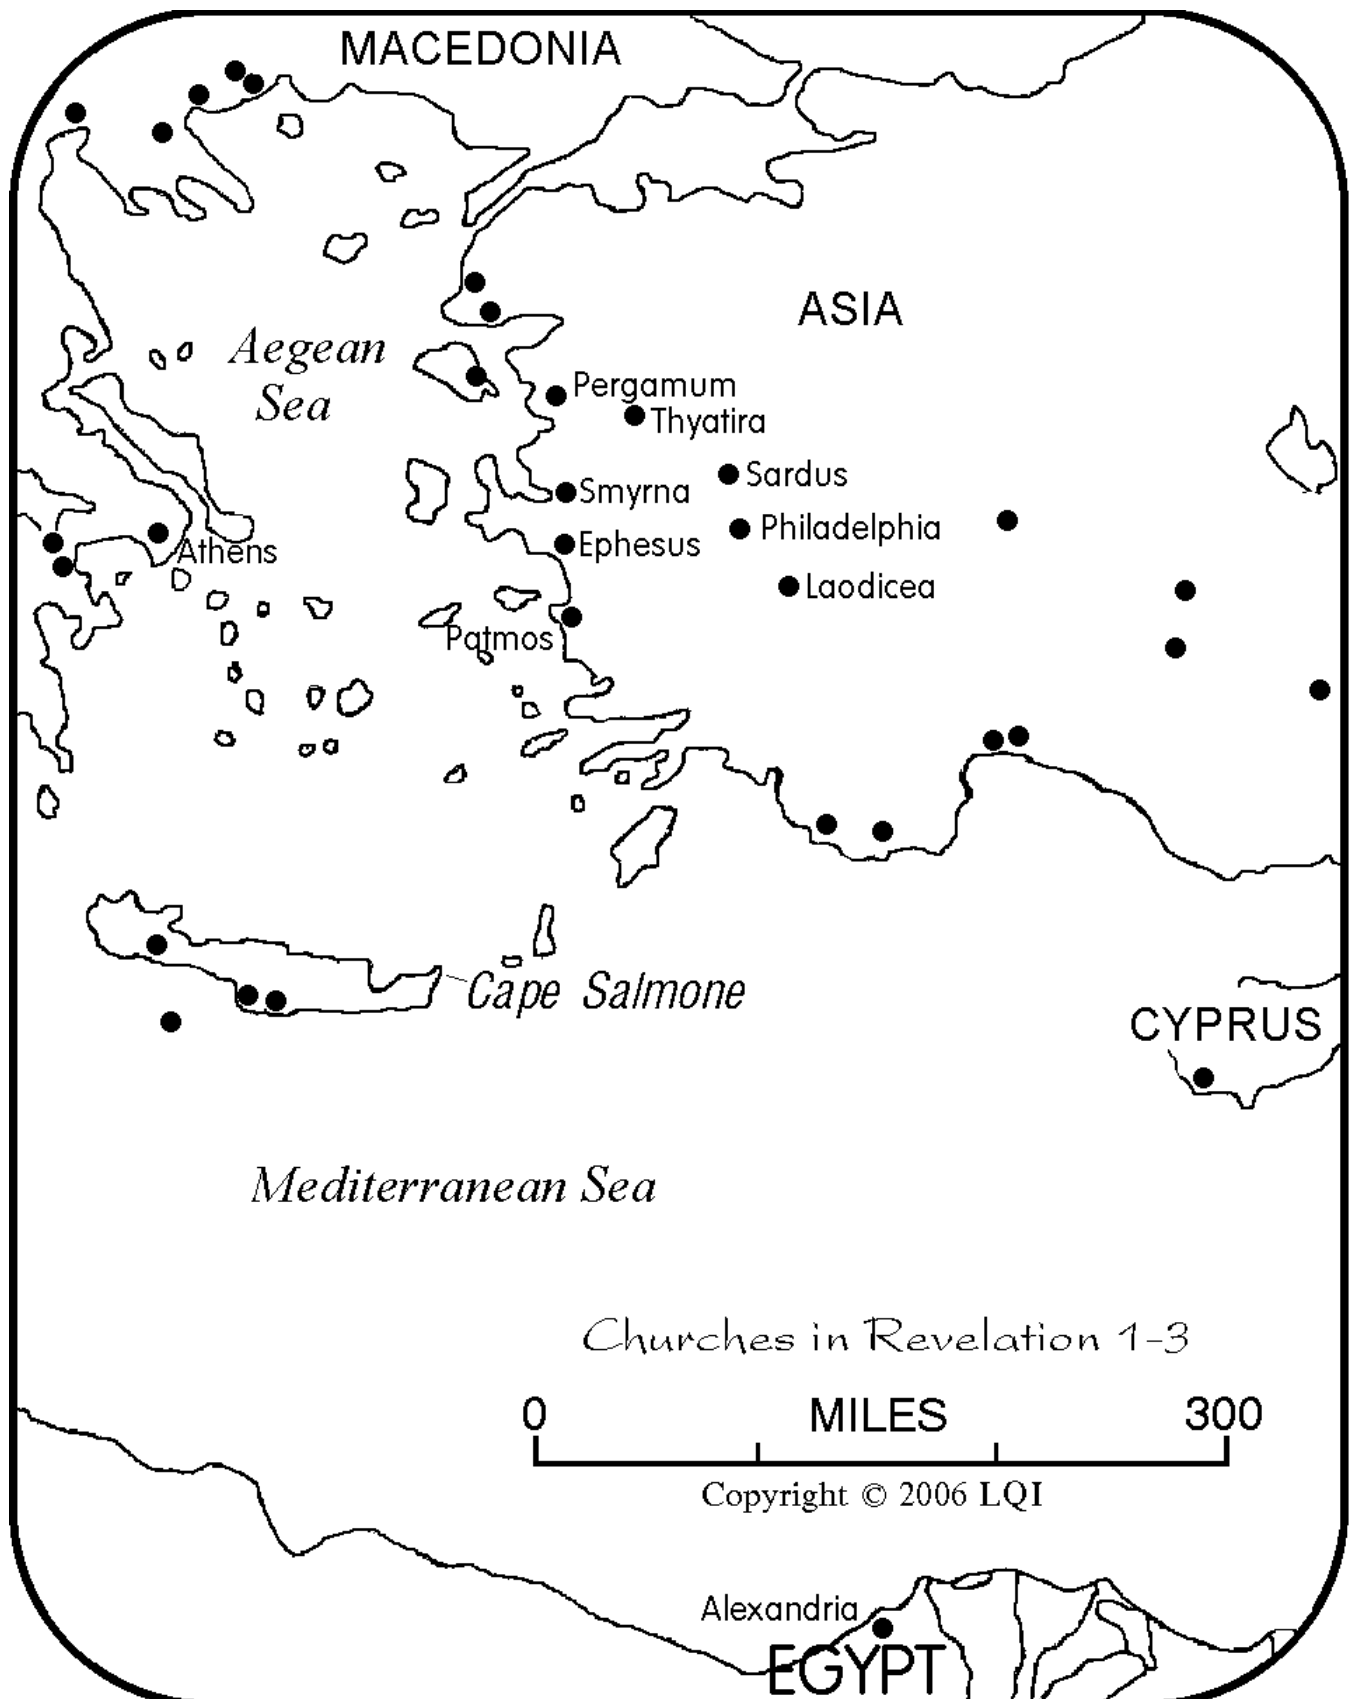 MACEDONIA
ASIA
Aegean
Sea
Pergamum
Thyatira
Sardus
Smyrna
Philadelphia
Ephesus
Athens
Laodicea
Patmos
Cape Salmone
CYPRUS
Mediterranean Sea
Churches in Revelation 1-3
0 MILES 300
Copyright © 2006 LQI
Alexandria
EGYPT